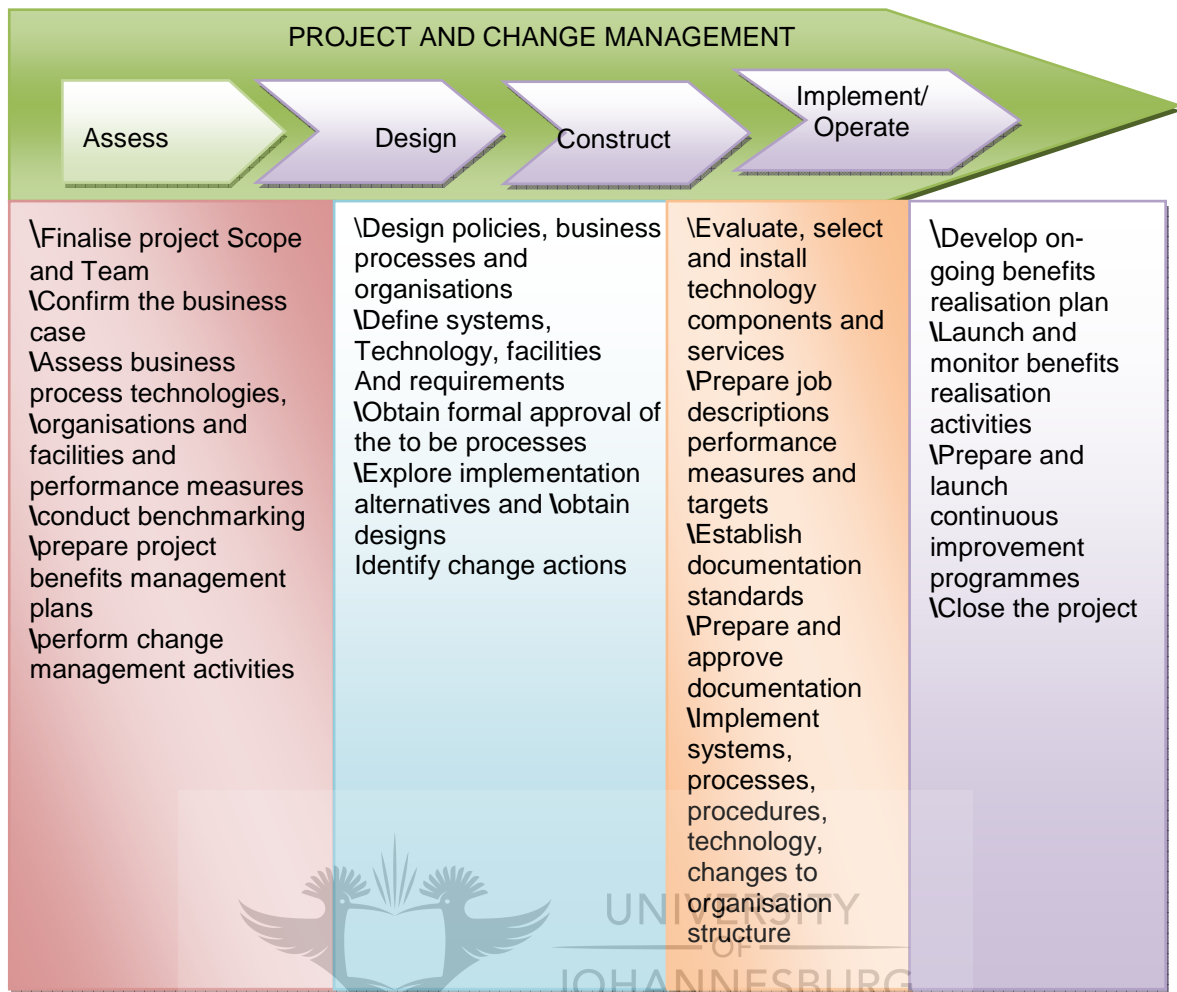 PROJECT AND CHANGE MANAGEMENT
Assess
Design
Construct
Implement/
Operate
\Finalise project Scope
and Team
\Confirm the business
case
\Assess business
process technologies,
\organisations and
facilities and
performance measures
\conduct benchmarking
\prepare project
benefits management
plans
\perform change
management activities
\Design policies, business
processes and
organisations
\Define systems,
Technology, facilities
And requirements
\Obtain formal approval of
the to be processes
\Explore implementation
alternatives and \obtain
designs
Identify change actions
\Evaluate, select
and install
technology
components and
services
\Prepare job
descriptions
performance
measures and
targets
\Establish
documentation
standards
\Prepare and
approve
documentation
\Implement
systems,
processes,
procedures,
technology,
changes to
organisation
structure
\Develop on-
going benefits
realisation plan
\Launch and
monitor benefits
realisation
activities
\Prepare and
launch
continuous
improvement
programmes
\Close the project
UNIVERSITY
OF
JOHANNESBURG